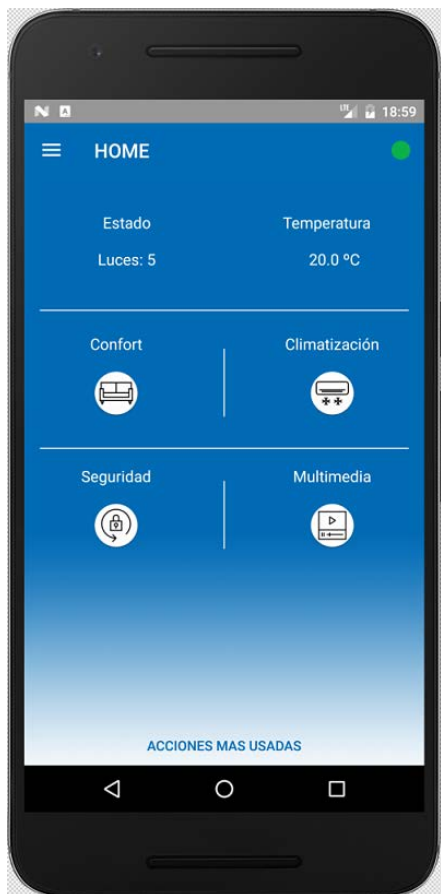 18:59
HOME
Estado
Temperatura
Luces: 5
20.0 ºC
Confort
Climatización
Seguridad
Multimedia
ACCIONES MAS USADAS